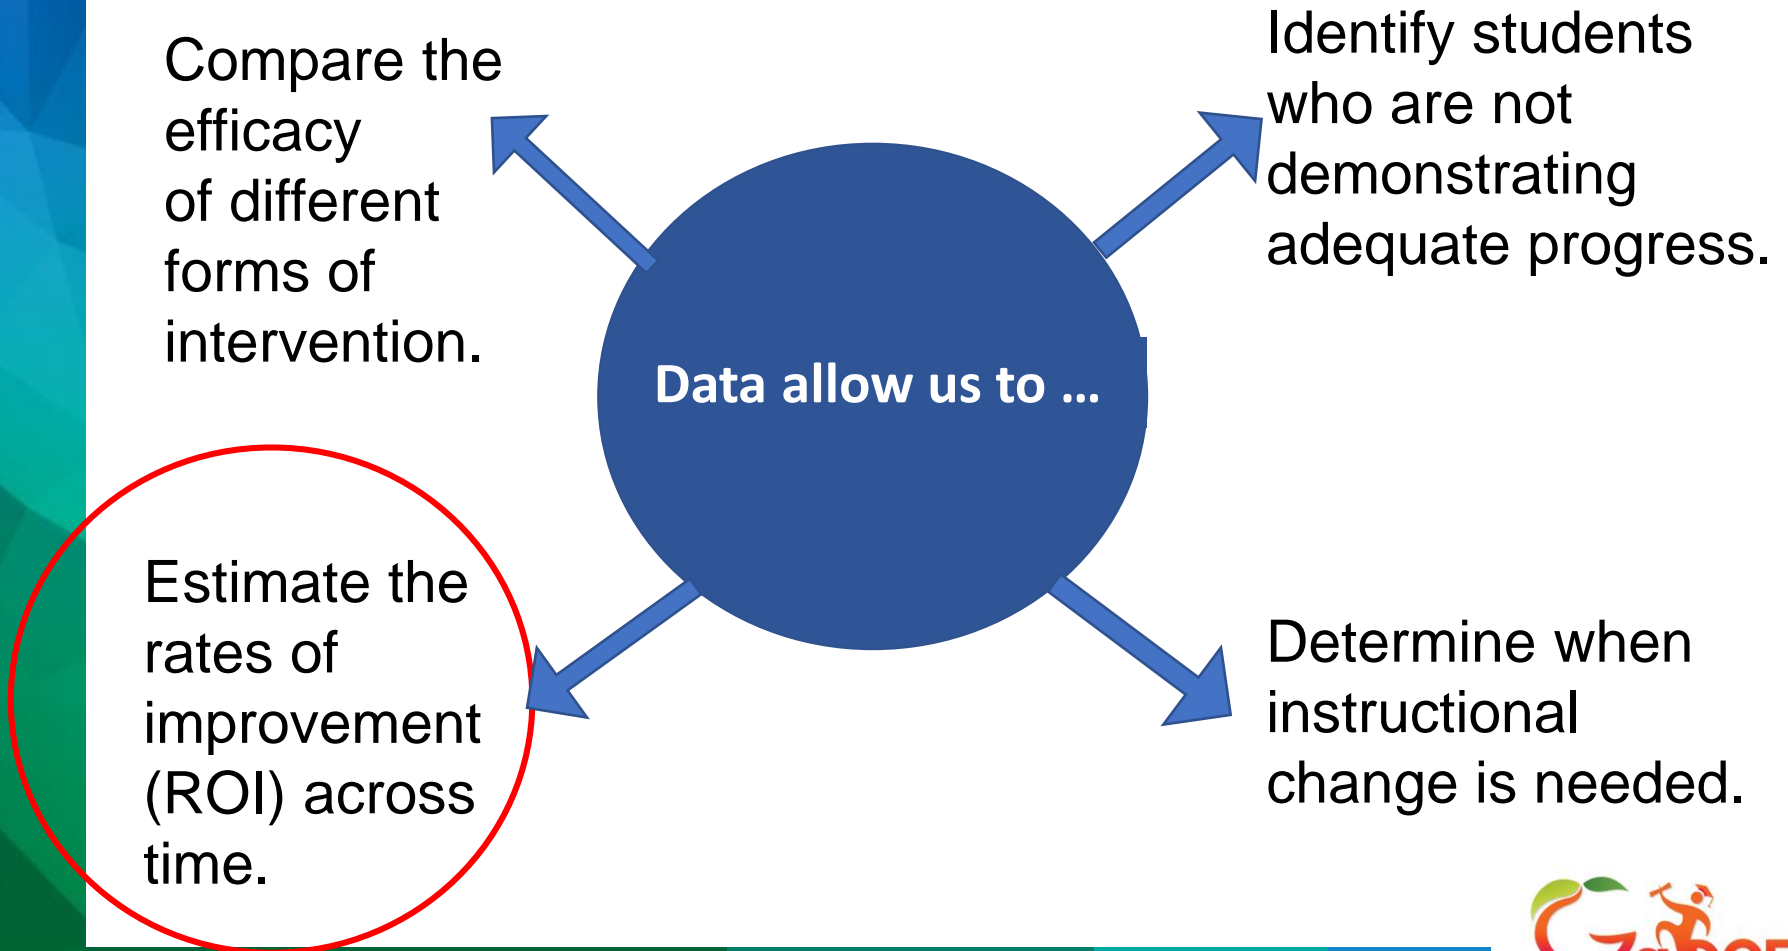 Compare the
efficacy
of different
forms of
intervention.
Identify students
who are not
demonstrating
adequate progress.
Data allow us to ...
Estimate the
rates of
improvement
(ROI) across
time.
Determine when
instructional
change is needed.